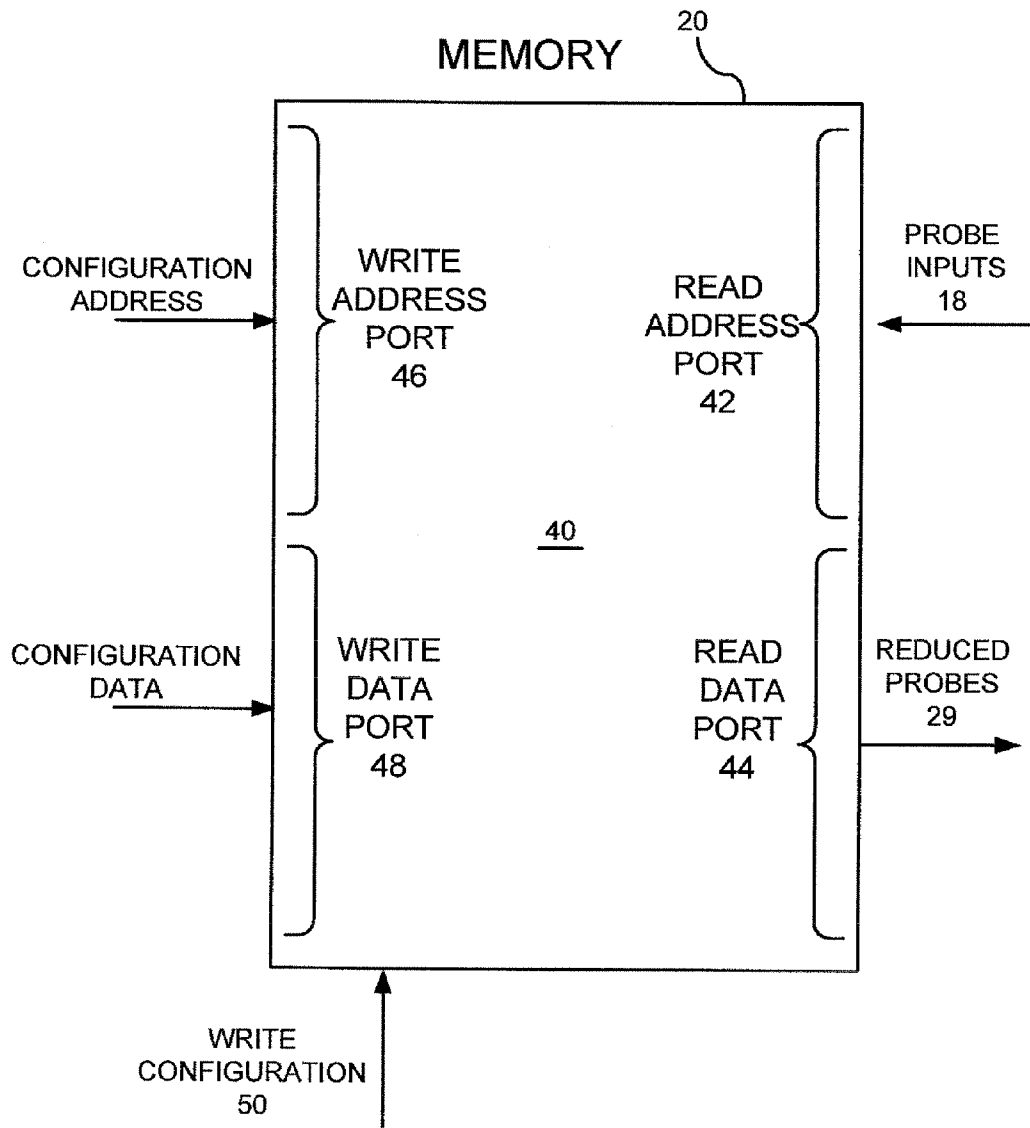 20
MEMORY
CONFIGURATION
ADDRESS
WRITE
ADDRESS
PORT
46
READ
ADDRESS
PORT
42
PROBE
INPUTS
18
40
CONFIGURATION
DATA
WRITE
DATA
PORT
48
READ
DATA
PORT
44
REDUCED
PROBES
29
WRITE
CONFIGURATION
50